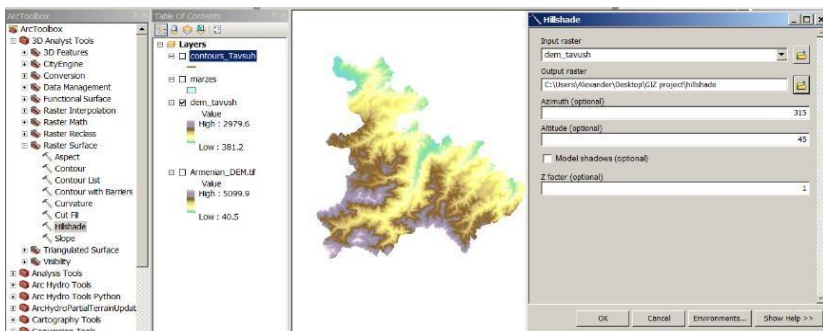 ArcToolbox
ArcToolbox
3D Analyst Tools
3D Features
CityEngine
Conversion
Data Management
Functional Surface
Raster Interpolation
Raster Math
Raster Reclass
Raster Surface
Aspect
Contour
Contour List
Contour with Barriers
Curvature
Cut Fill
Hillshade
Slope
Triangulated Surface
Visibility
Analysis Tools
Arc Hydro Tools
Arc Hydro Tools Python
ArcHydroPartialTerrainUpdat
Cartography Tools
Conversion Tools
Table Of Contents
Layers
contours_Tavsuh
marzes
dem_tavush
Value
High : 2979.6
Low : 381.2
Armenian_DEM.tif
Value
High : 5099.9
Low : 40.5
Hillshade
Input raster
dem_tavush
Output raster
C:\Users\Alexander\Desktop\GIZ project\hillshade
Azimuth (optional)
315
Altitude (optional)
45
Model shadows (optional)
Z factor (optional)
1
OK
Cancel
Environments...
Show Help >>